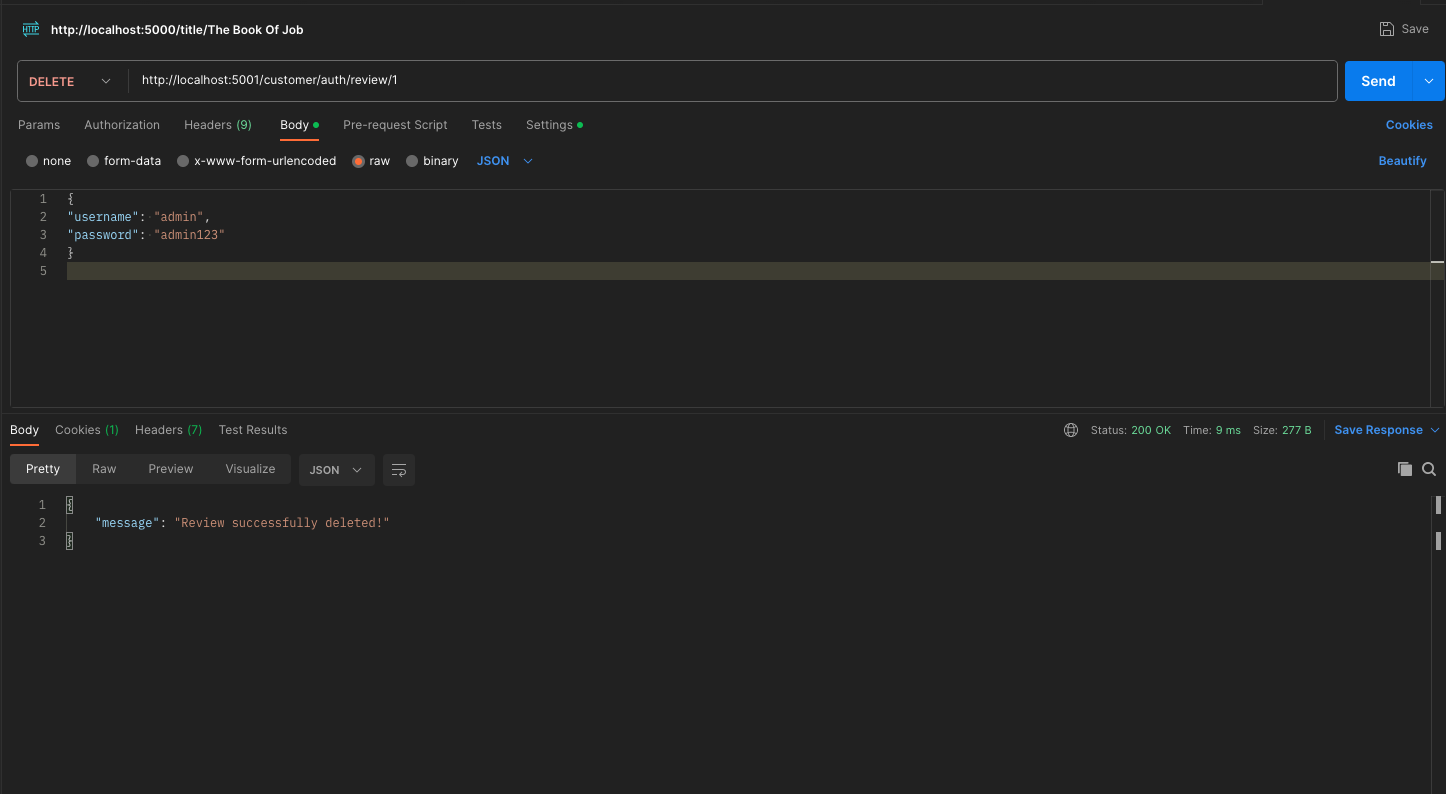 HTTP http://localhost:5000/title/The Book Of Job Save
DELETE http://localhost:5001/customer/auth/review/1 Send
Params Authorization Headers (9) Body Pre-request Script Tests Settings Cookies
none form-data x-www-form-urlencoded raw binary JSON Beautify
1 {
2 "username": "admin",
3 "password": "admin123"
4 }
5
Body Cookies (1) Headers (7) Test Results Status: 200 OK Time: 9 ms Size: 277 B Save Response
Pretty Raw Preview Visualize JSON
1 {
2 "message": "Review successfully deleted!"
3 }